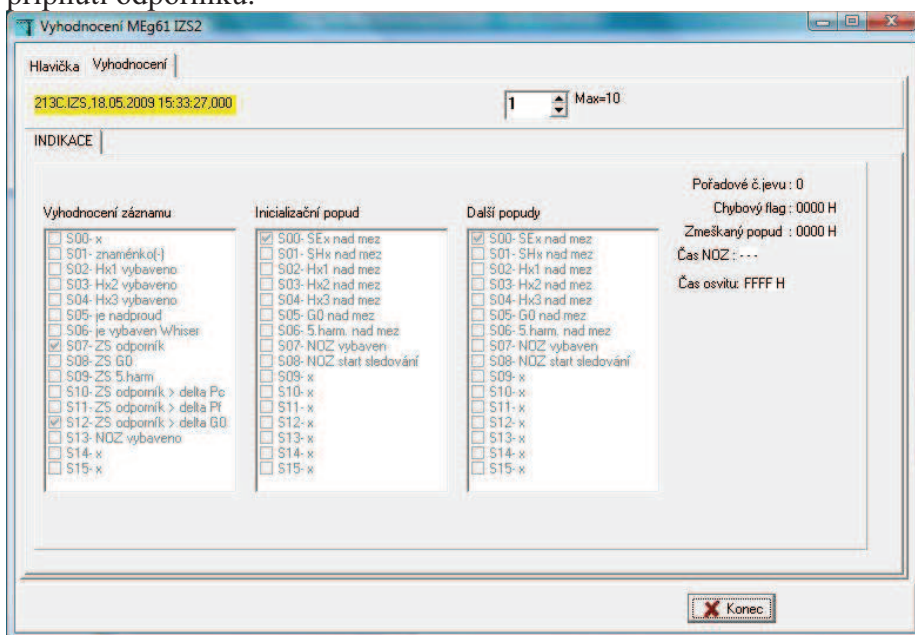 připnutí odporníku.
Vyhodnocení MEg61 IZS2
Hlavička Vyhodnocení
213C.IZS,18.05.2009 15:33:27,000
1 Max=10
INDIKACE
Pořadové č.jevu : 0
Chybový flag : 0000 H
Zmeškaný popud : 0000 H
Čas NOZ : - - -
Čas osvitu: FFFF H
Vyhodnocení záznamu
S00- x
S01- znaménko(-)
S02- Hx1 vybaveno
S03- Hx2 vybaveno
S04- Hx3 vybaveno
S05- je nadproud
S06- je vybaven Whiser
S07- ZS odporník
S08- ZS G0
S09- ZS 5.harm
S10- ZS odporník > delta Pc
S11- ZS odporník > delta Pf
S12- ZS odporník > delta G0
S13- NOZ vybaveno
S14- x
S15- x
Inicializační popud
S00- SEx nad mez
S01- SHx nad mez
S02- Hx1 nad mez
S03- Hx2 nad mez
S04- Hx3 nad mez
S05- G0 nad mez
S06- 5.harm. nad mez
S07- NOZ vybaven
S08- NOZ start sledování
S09- x
S10- x
S11- x
S12- x
S13- x
S14- x
S15- x
Další popudy
S00- SEx nad mez
S01- SHx nad mez
S02- Hx1 nad mez
S03- Hx2 nad mez
S04- Hx3 nad mez
S05- G0 nad mez
S06- 5.harm. nad mez
S07- NOZ vybaven
S08- NOZ start sledování
S09- x
S10- x
S11- x
S12- x
S13- x
S14- x
S15- x
Konec